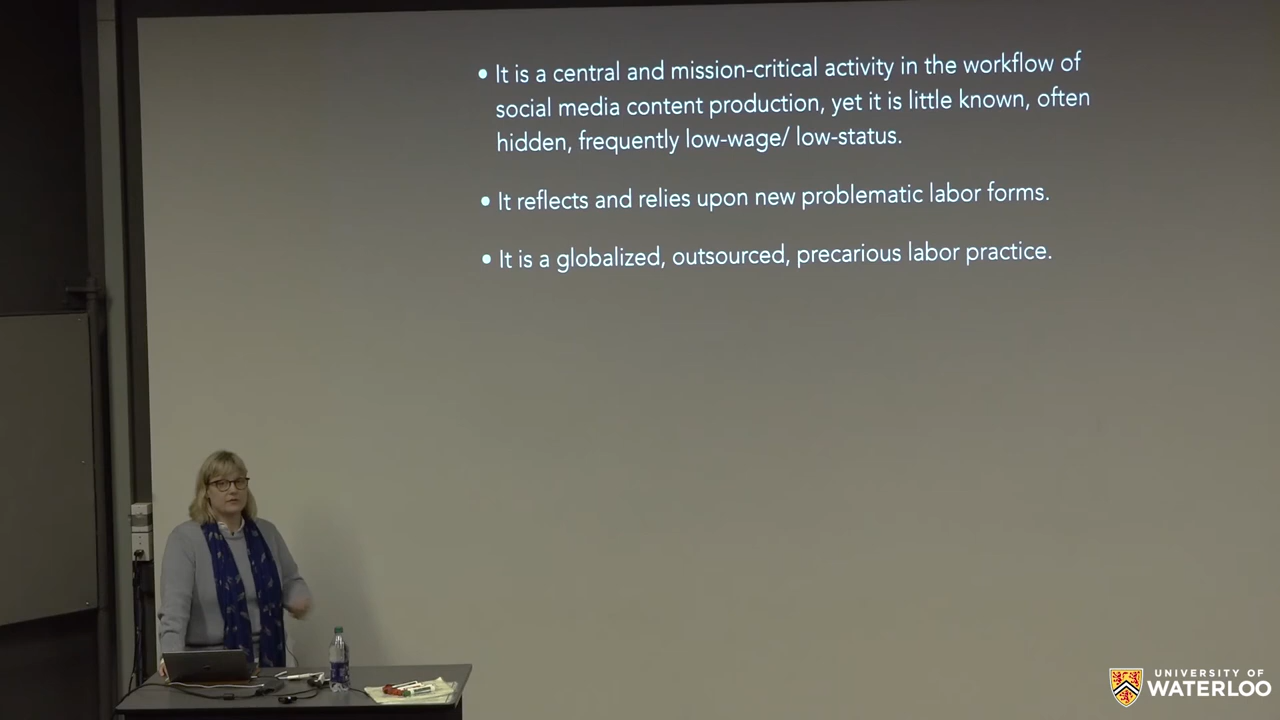 • It is a central and mission-critical activity in the workflow of
social media content production, yet it is little known, often
hidden, frequently low-wage/ low-status.
• It reflects and relies upon new problematic labor forms.
• It is a globalized, outsourced, precarious labor practice.
UNIVERSITY OF
WATERLOO